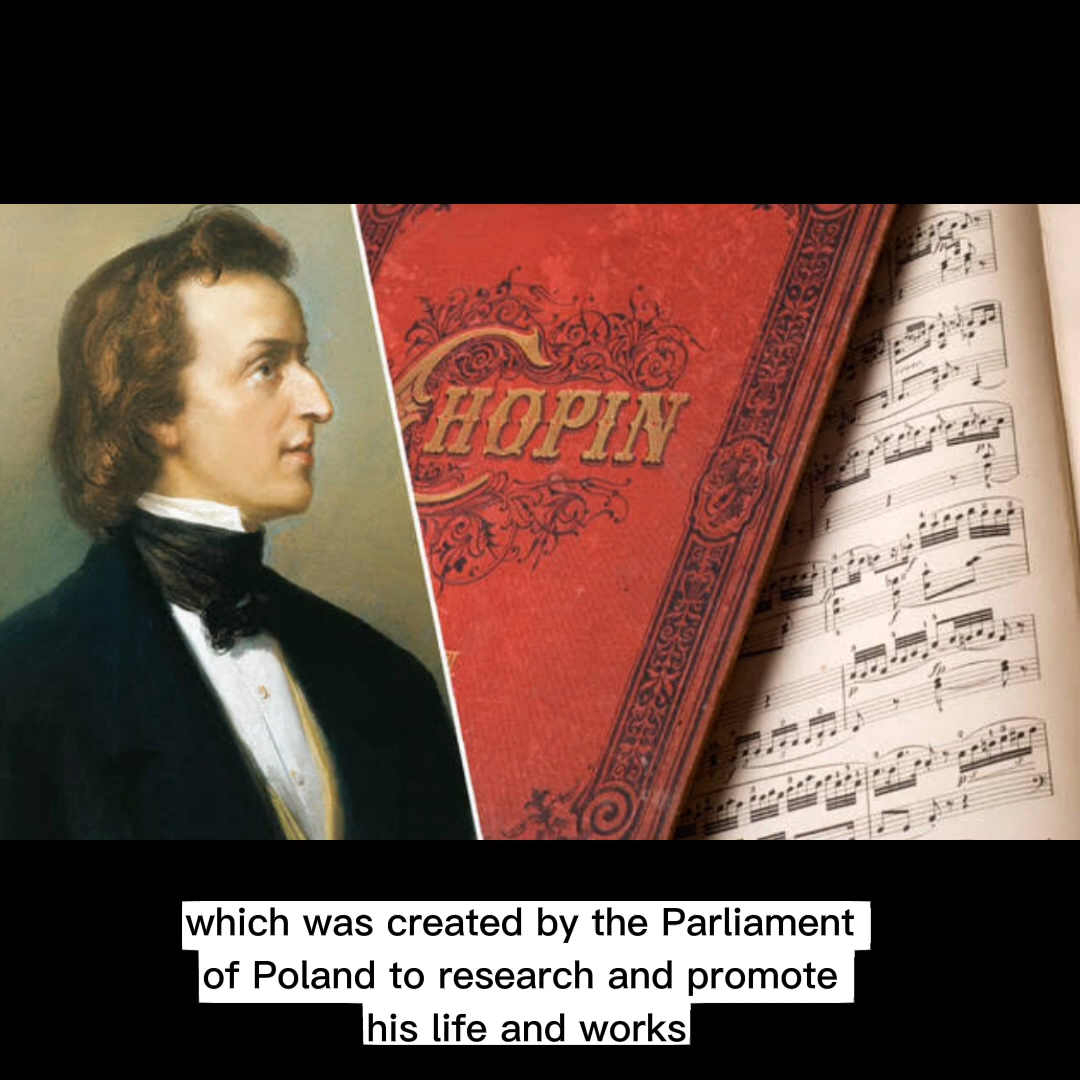 CHOPIN
which was created by the Parliament
of Poland to research and promote
his life and works